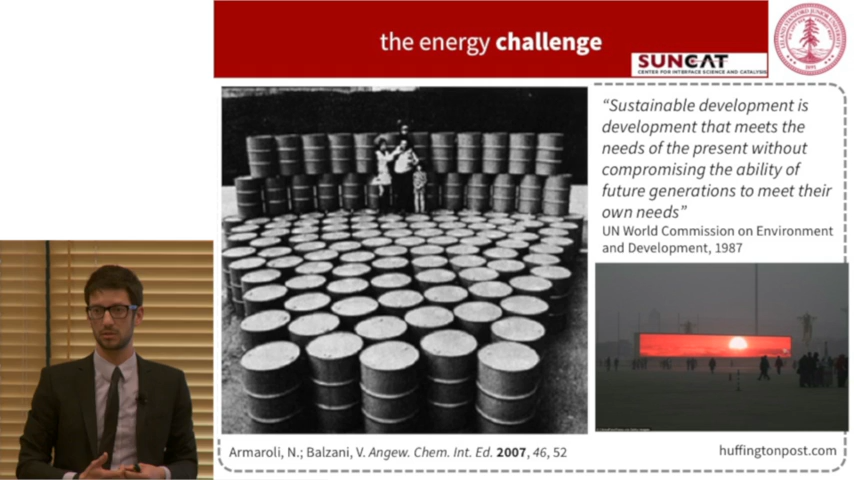 the energy challenge
SUNCAT
CENTER FOR INTERFACE SCIENCE AND CATALYSIS
“Sustainable development is
development that meets the
needs of the present without
compromising the ability of
future generations to meet their
own needs”
UN World Commission on Environment
and Development, 1987
Armaroli, N.; Balzani, V. Angew. Chem. Int. Ed. 2007, 46, 52
huffingtonpost.com